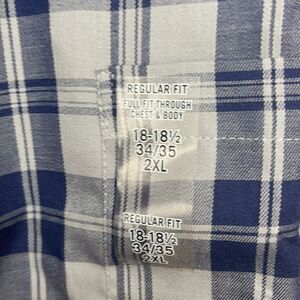 REGULAR FIT
FULL FIT THROUGH
CHEST & BODY
18-18½
34/35
2XL
REGULAR FIT
18-18½
34/35
2XL